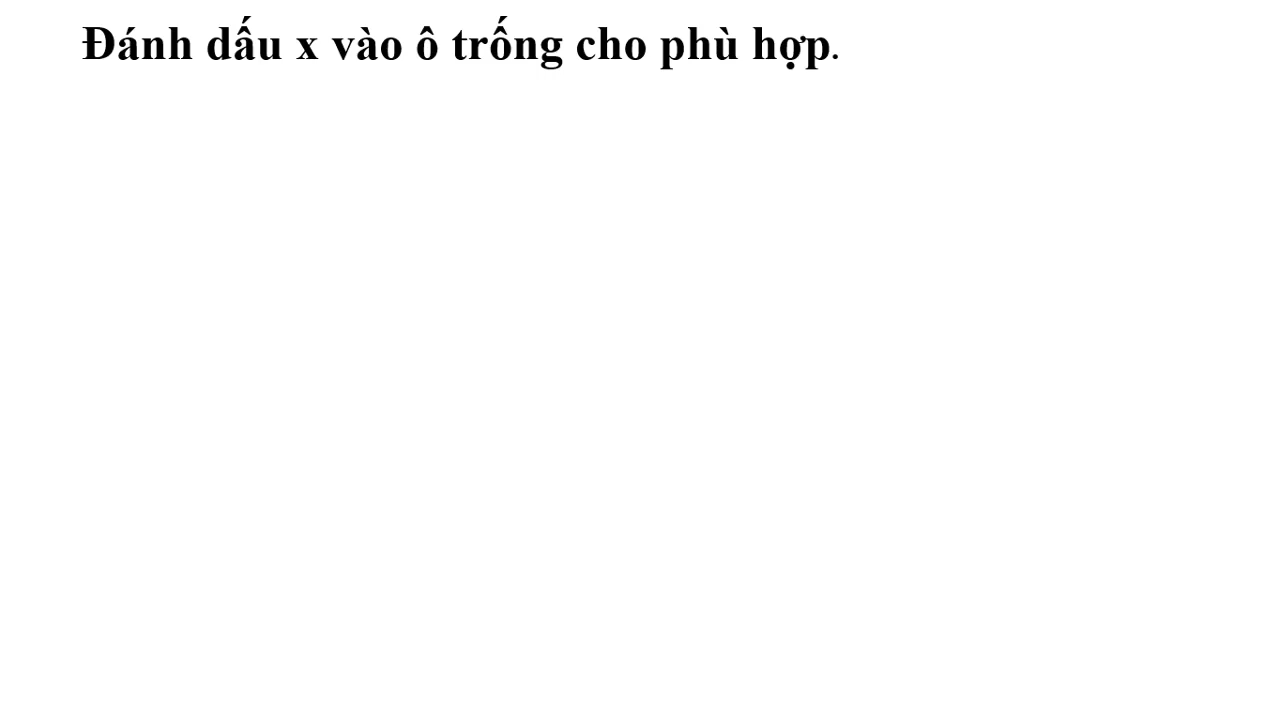 Đánh dấu x vào ô trống cho phù hợp.